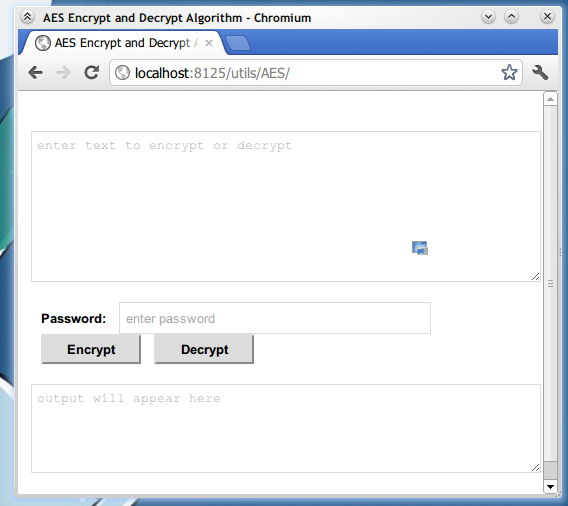 AES Encrypt and Decrypt Algorithm - Chromium
AES Encrypt and Decrypt
localhost:8125/utils/AES/
enter text to encrypt or decrypt
Password: enter password
Encrypt Decrypt
output will appear here